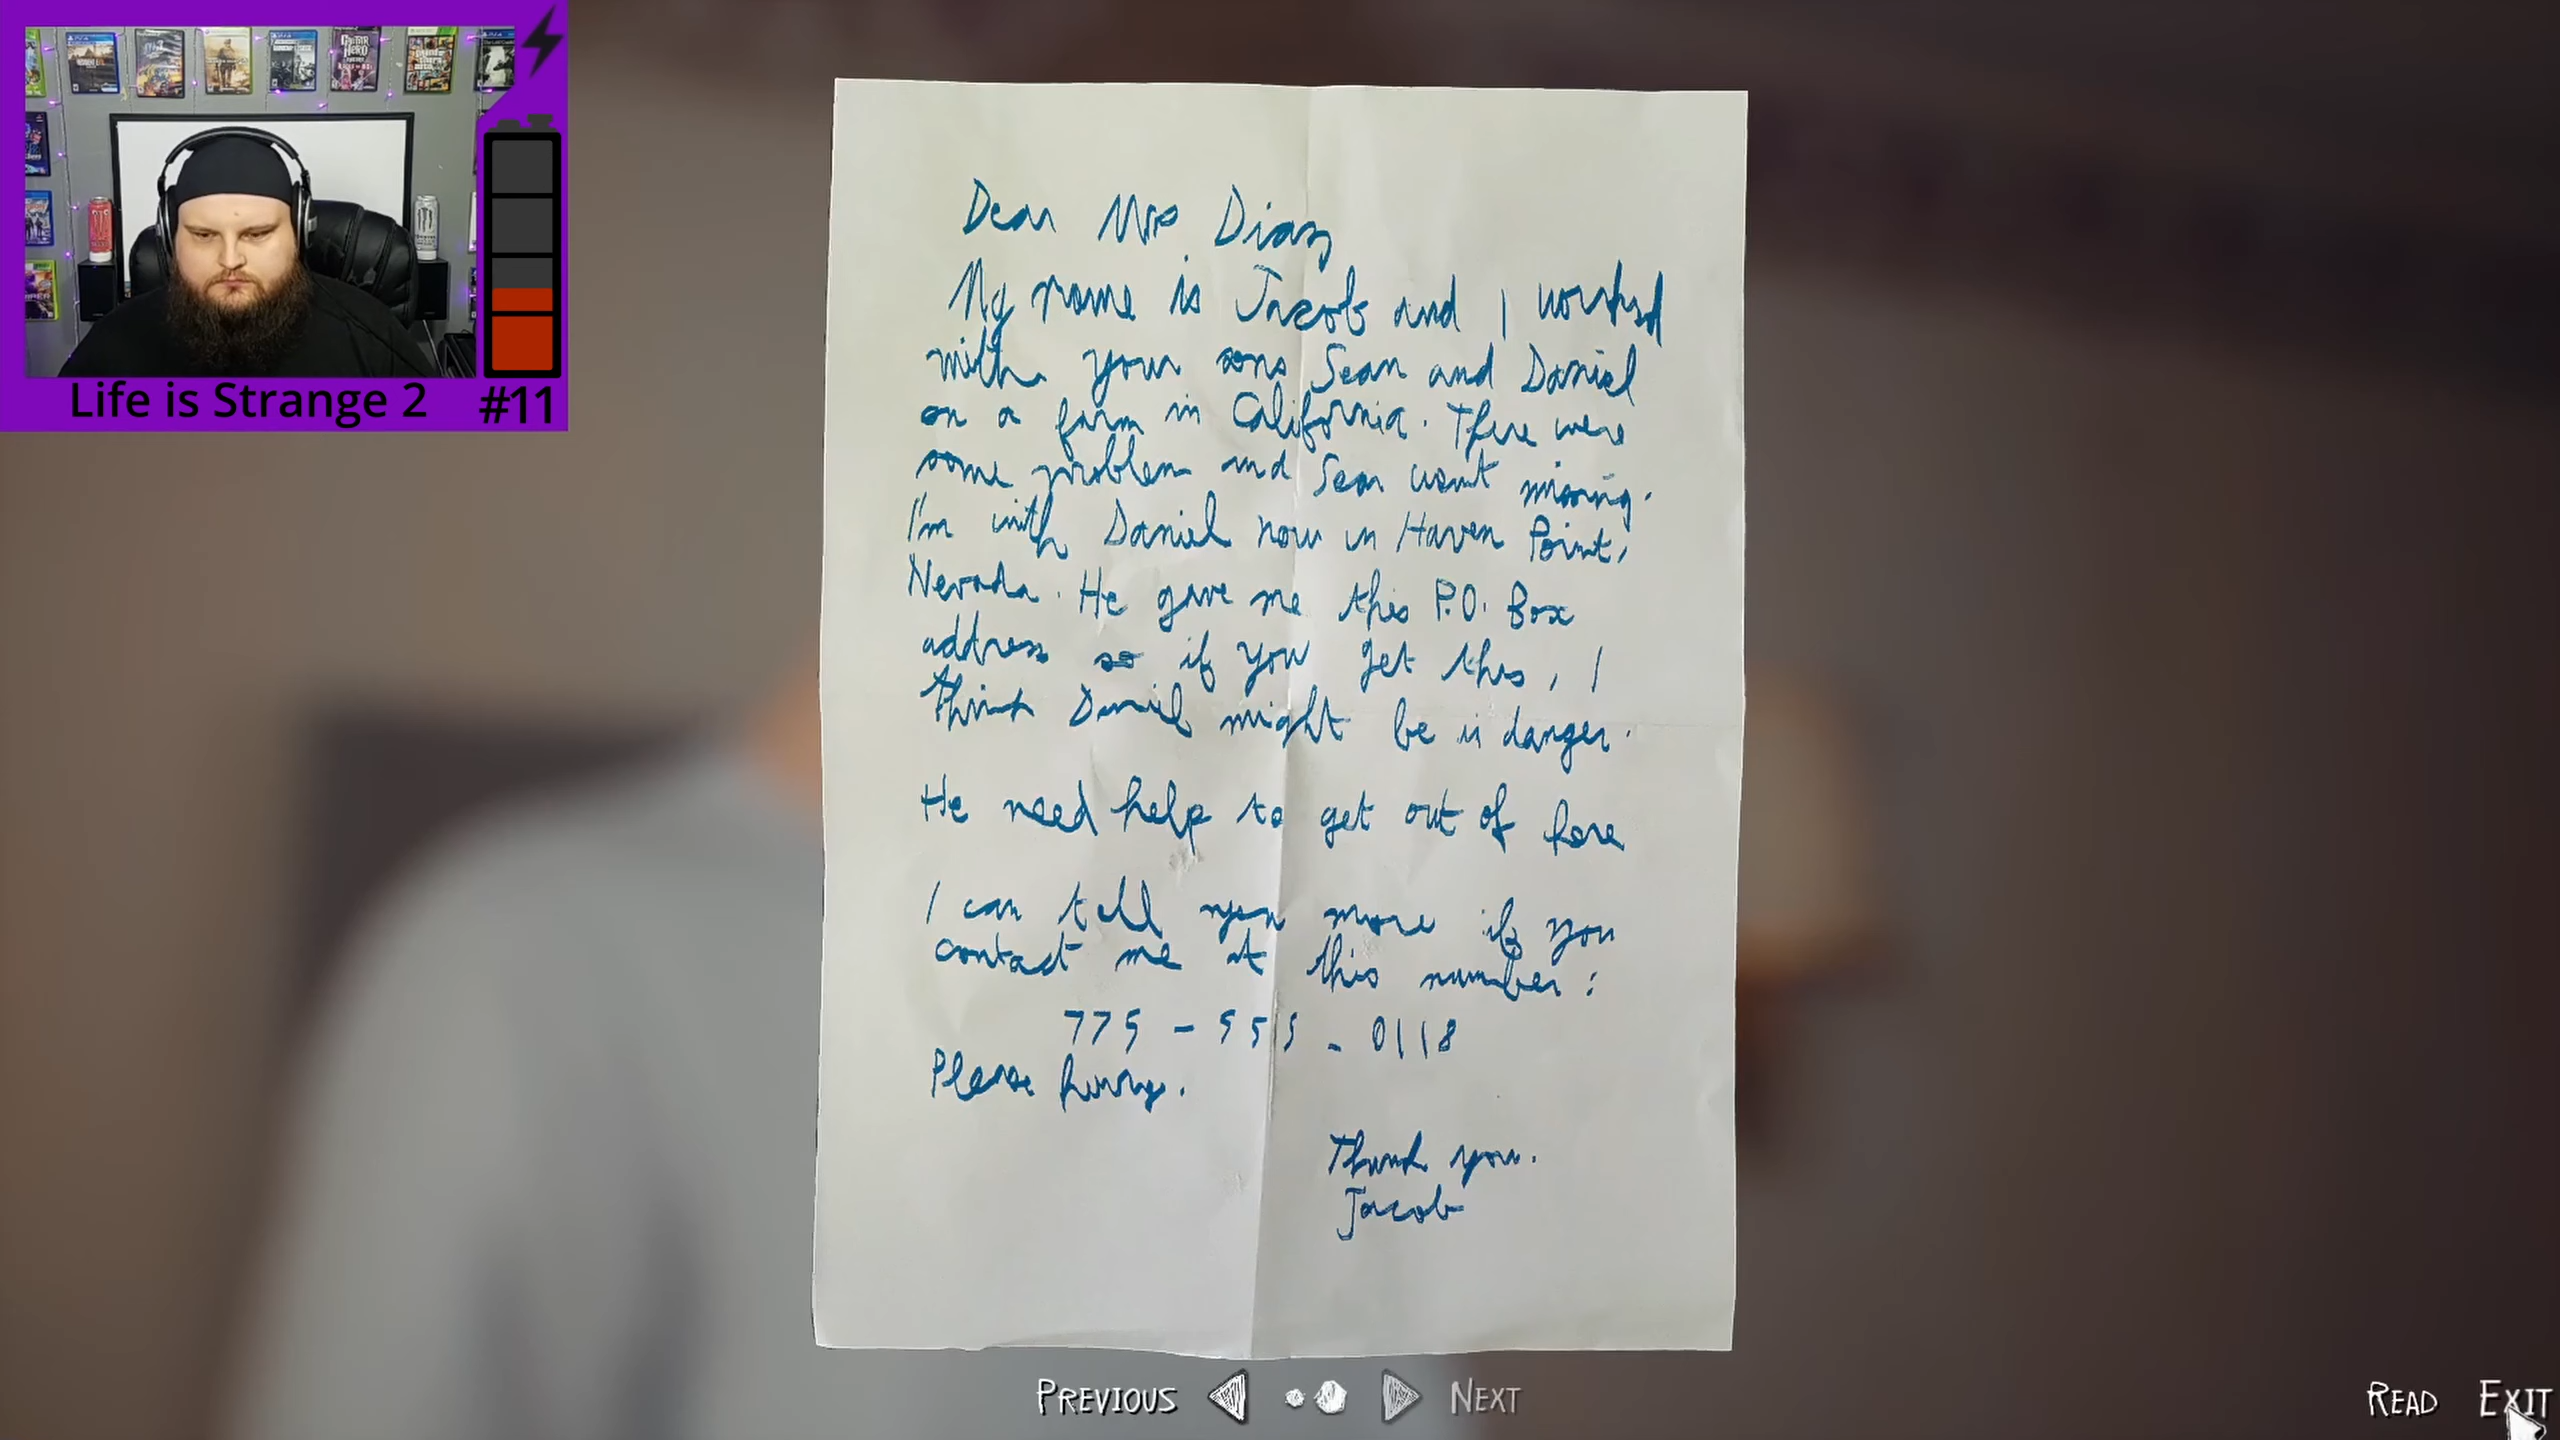 Life is Strange 2 #11
Dear Mrs Diaz
My name is Jacob and I worked
with your sons Sean and Daniel
on a farm in California. There were
some problem and Sean went missing.
I'm with Daniel now in Haven Point,
Nevada. He gave me this P.O. Box
address so if you get this, I
think Daniel might be in danger.
He need help to get out of here
I can tell you more if you
contact me at this number:
775-555-0118
Please hurry.
Thank you.
Jacob
PREVIOUS NEXT
READ EXIT